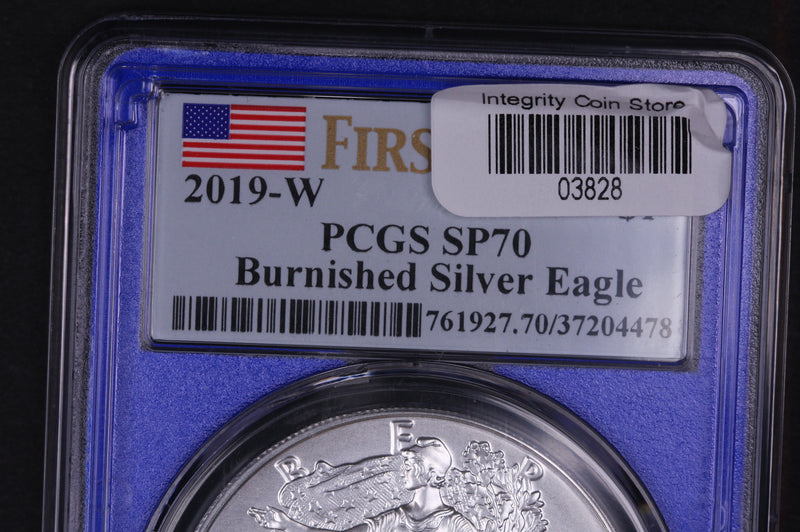 Integrity Coin Store
03828
FIRS
2019-W
PCGS SP70
Burnished Silver Eagle
761927.70/37204478
R E D